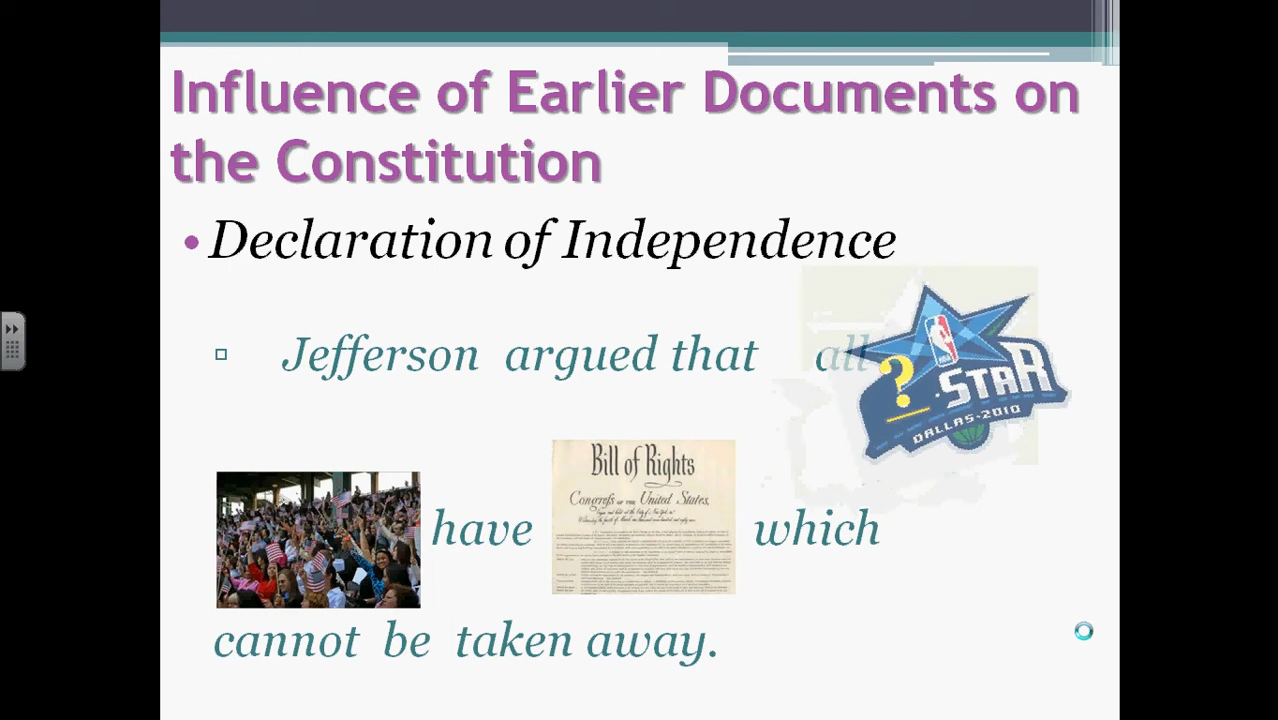 Influence of Earlier Documents on
the Constitution
• Declaration of Independence
Jefferson argued that all
NBA
?
STAR
DALLAS·2010
Bill of Rights
Congress OF THE United States,
have which
cannot be taken away.